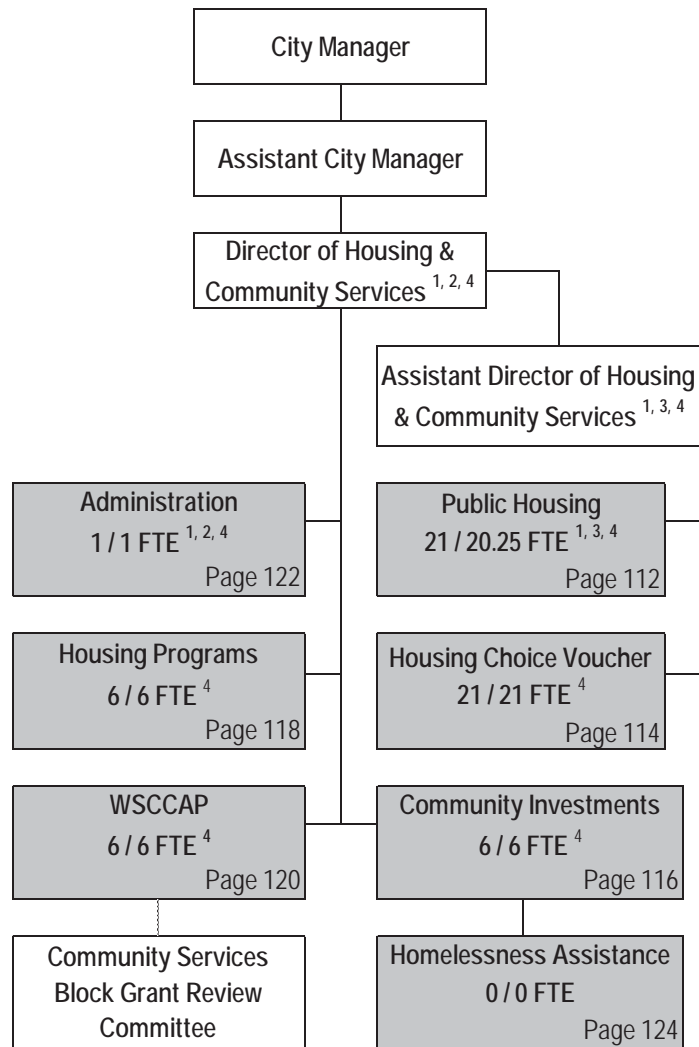 City Manager
Assistant City Manager
Director of Housing &
Community Services 1, 2, 4
Assistant Director of Housing
& Community Services 1, 3, 4
Administration
1 / 1 FTE 1, 2, 4
Page 122
Public Housing
21 / 20.25 FTE 1, 3, 4
Page 112
Housing Programs
6 / 6 FTE 4
Page 118
Housing Choice Voucher
21 / 21 FTE 4
Page 114
WSCCAP
6 / 6 FTE 4
Page 120
Community Investments
6 / 6 FTE 4
Page 116
Community Services
Block Grant Review
Committee
Homelessness Assistance
0 / 0 FTE
Page 124